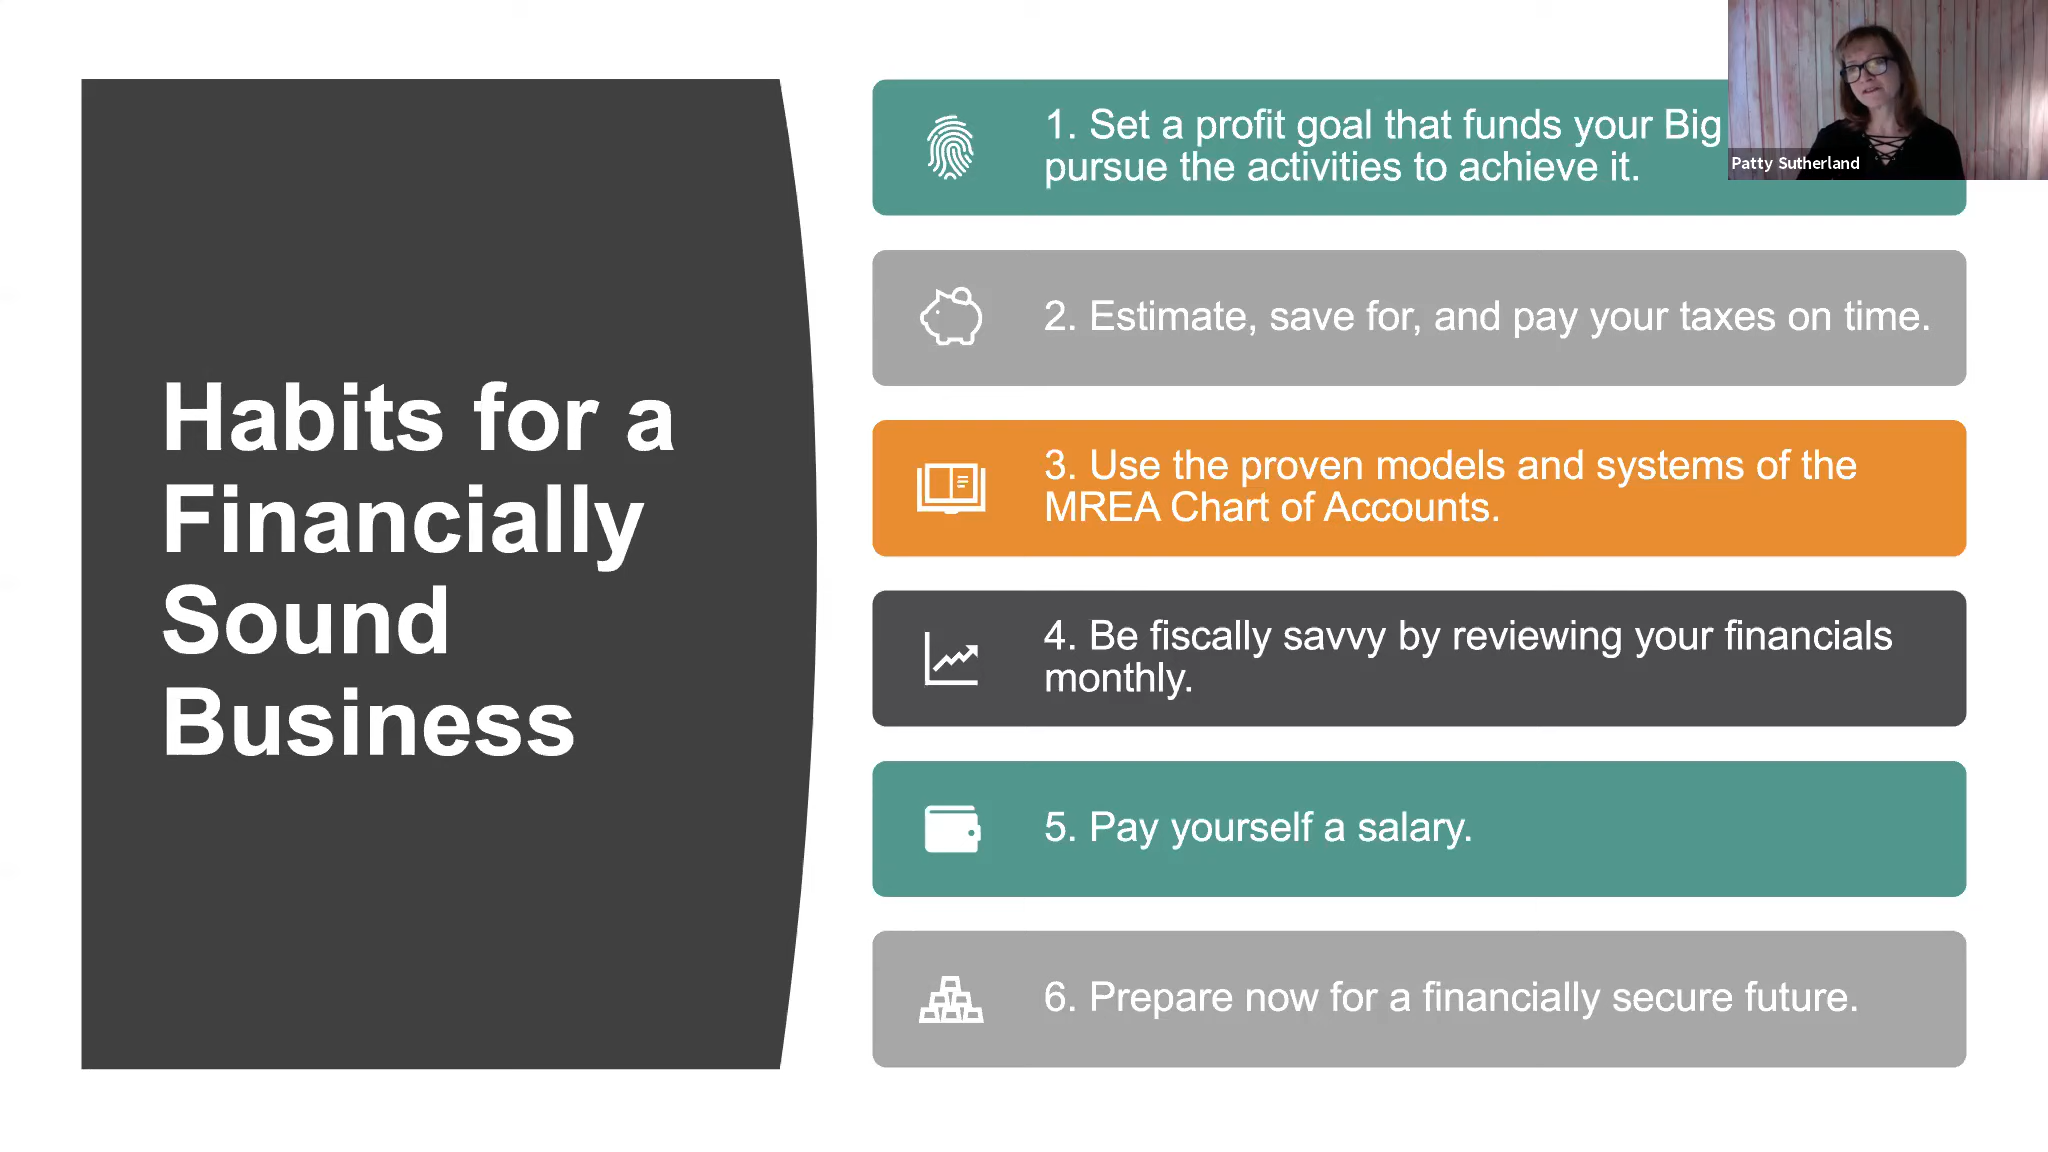 Habits for a
Financially
Sound
Business
1. Set a profit goal that funds your Big
pursue the activities to achieve it.
2. Estimate, save for, and pay your taxes on time.
3. Use the proven models and systems of the
MREA Chart of Accounts.
4. Be fiscally savvy by reviewing your financials
monthly.
5. Pay yourself a salary.
6. Prepare now for a financially secure future.
Patty Sutherland